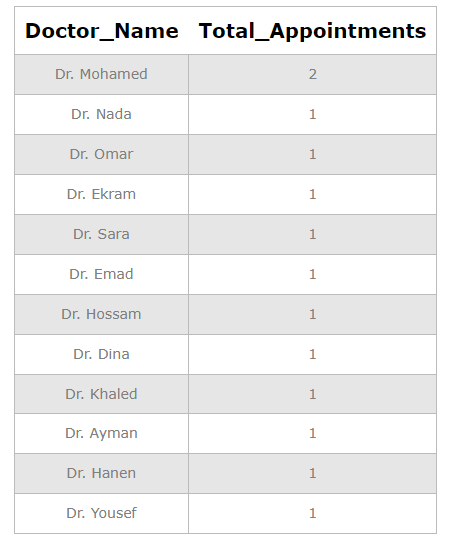 Doctor_Name Total_Appointments
Dr. Mohamed 2
Dr. Nada 1
Dr. Omar 1
Dr. Ekram 1
Dr. Sara 1
Dr. Emad 1
Dr. Hossam 1
Dr. Dina 1
Dr. Khaled 1
Dr. Ayman 1
Dr. Hanen 1
Dr. Yousef 1